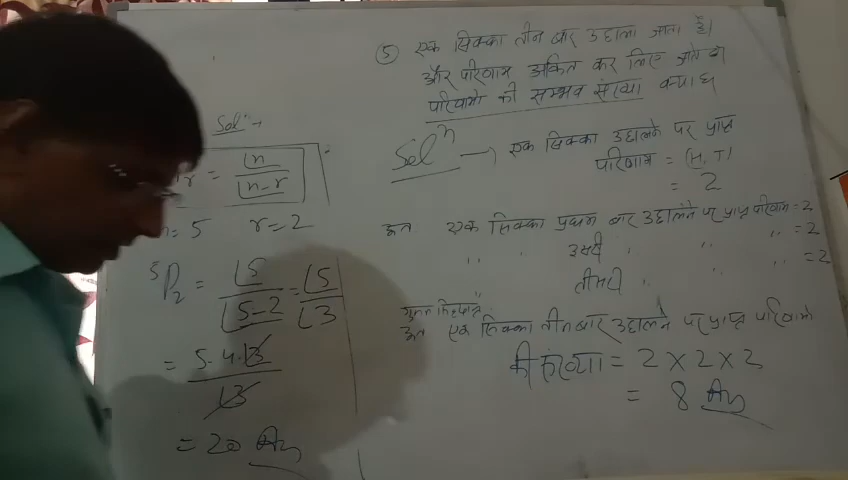 Sol^n →
r = ⌊n / ⌊n-r
n = 5 r = 2
⁵P₂ = ⌊5 / ⌊5-2 = ⌊5 / ⌊3
= 5·4·⌊3 / ⌊3
= 20 Ans
⑤ एक सिक्का तीन बार उछाला जाता है।
और परिणाम अंकित कर लिए जाते है
परिणामो की सम्भव संख्या क्या है
Sol^n → एक सिक्का उछालने पर प्राप्त
परिणाम = (H, T)
= 2
अत एक सिक्का प्रथम बार उछालने पर प्राप्त परिणाम = 2
,, ,, दूसरी ,, ,, ,, = 2
तीसरी ,, ,, ,, = 2
गुणन
अत एक सिक्का तीन बार उछालने पर प्राप्त परिणामो
की संख्या = 2 × 2 × 2
= 8 Ans